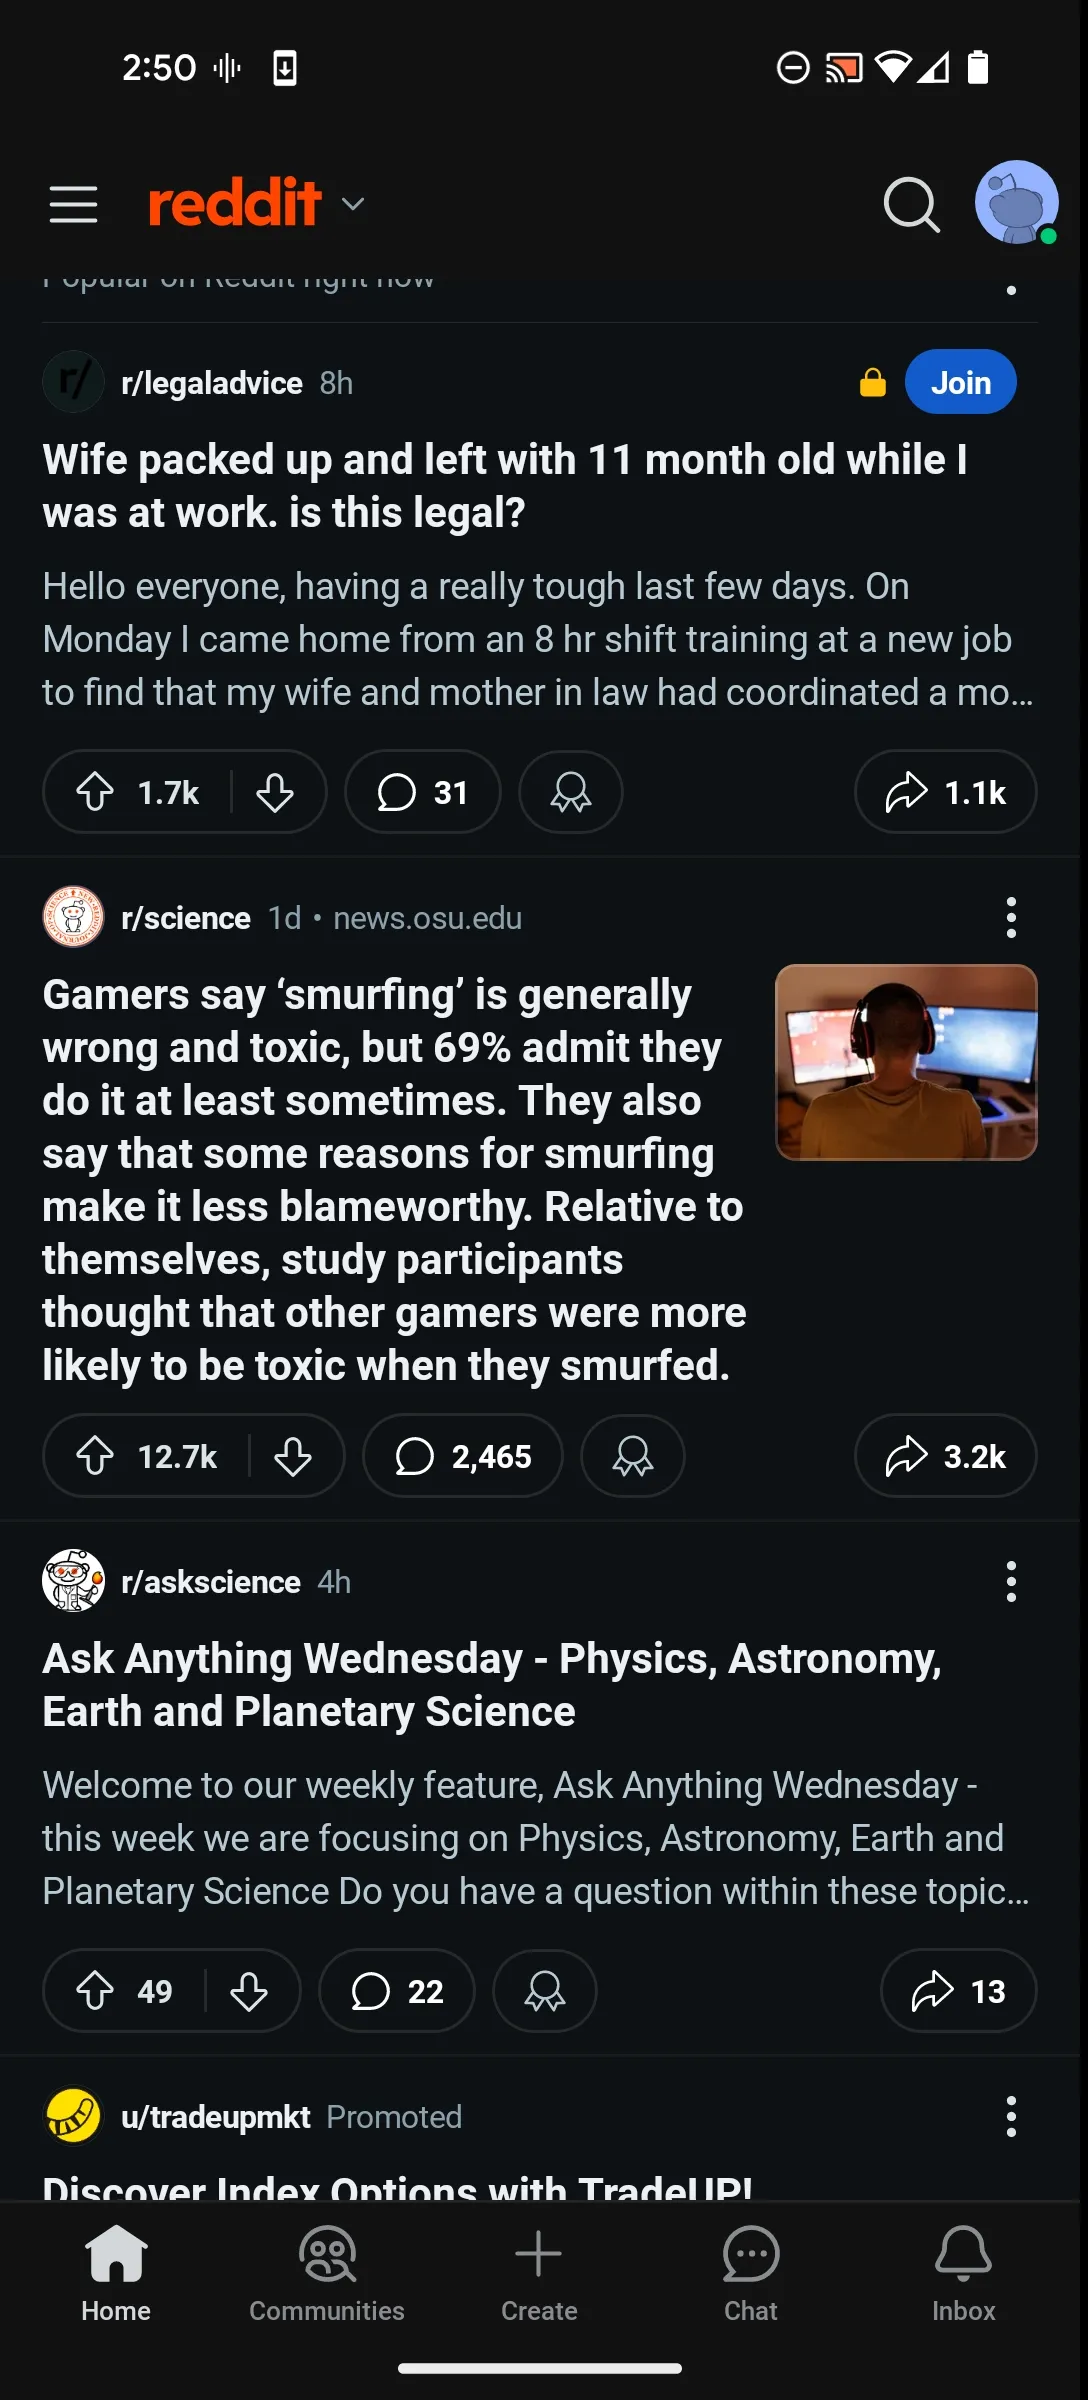 2:50
reddit
Popular on Reddit right now
r/legaladvice 8h
Join
Wife packed up and left with 11 month old while I
was at work. is this legal?
Hello everyone, having a really tough last few days. On
Monday I came home from an 8 hr shift training at a new job
to find that my wife and mother in law had coordinated a mo...
1.7k 31 1.1k
r/science 1d • news.osu.edu
Gamers say ‘smurfing’ is generally
wrong and toxic, but 69% admit they
do it at least sometimes. They also
say that some reasons for smurfing
make it less blameworthy. Relative to
themselves, study participants
thought that other gamers were more
likely to be toxic when they smurfed.
12.7k 2,465 3.2k
r/askscience 4h
Ask Anything Wednesday - Physics, Astronomy,
Earth and Planetary Science
Welcome to our weekly feature, Ask Anything Wednesday -
this week we are focusing on Physics, Astronomy, Earth and
Planetary Science Do you have a question within these topic...
49 22 13
u/tradeupmkt Promoted
Discover Index Options with TradeUP!
Home Communities Create Chat Inbox